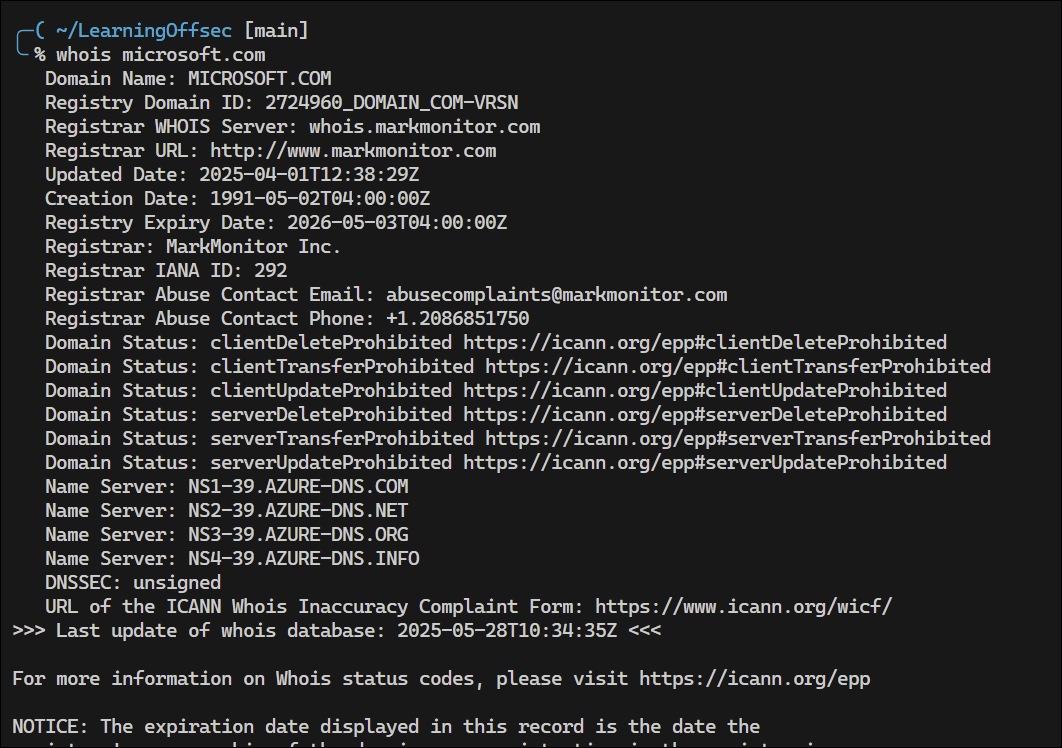 ( ~/LearningOffsec [main]
% whois microsoft.com
Domain Name: MICROSOFT.COM
Registry Domain ID: 2724960_DOMAIN_COM-VRSN
Registrar WHOIS Server: whois.markmonitor.com
Registrar URL: http://www.markmonitor.com
Updated Date: 2025-04-01T12:38:29Z
Creation Date: 1991-05-02T04:00:00Z
Registry Expiry Date: 2026-05-03T04:00:00Z
Registrar: MarkMonitor Inc.
Registrar IANA ID: 292
Registrar Abuse Contact Email: abusecomplaints@markmonitor.com
Registrar Abuse Contact Phone: +1.2086851750
Domain Status: clientDeleteProhibited https://icann.org/epp#clientDeleteProhibited
Domain Status: clientTransferProhibited https://icann.org/epp#clientTransferProhibited
Domain Status: clientUpdateProhibited https://icann.org/epp#clientUpdateProhibited
Domain Status: serverDeleteProhibited https://icann.org/epp#serverDeleteProhibited
Domain Status: serverTransferProhibited https://icann.org/epp#serverTransferProhibited
Domain Status: serverUpdateProhibited https://icann.org/epp#serverUpdateProhibited
Name Server: NS1-39.AZURE-DNS.COM
Name Server: NS2-39.AZURE-DNS.NET
Name Server: NS3-39.AZURE-DNS.ORG
Name Server: NS4-39.AZURE-DNS.INFO
DNSSEC: unsigned
URL of the ICANN Whois Inaccuracy Complaint Form: https://www.icann.org/wicf/
>>> Last update of whois database: 2025-05-28T10:34:35Z <<<
For more information on Whois status codes, please visit https://icann.org/epp
NOTICE: The expiration date displayed in this record is the date the